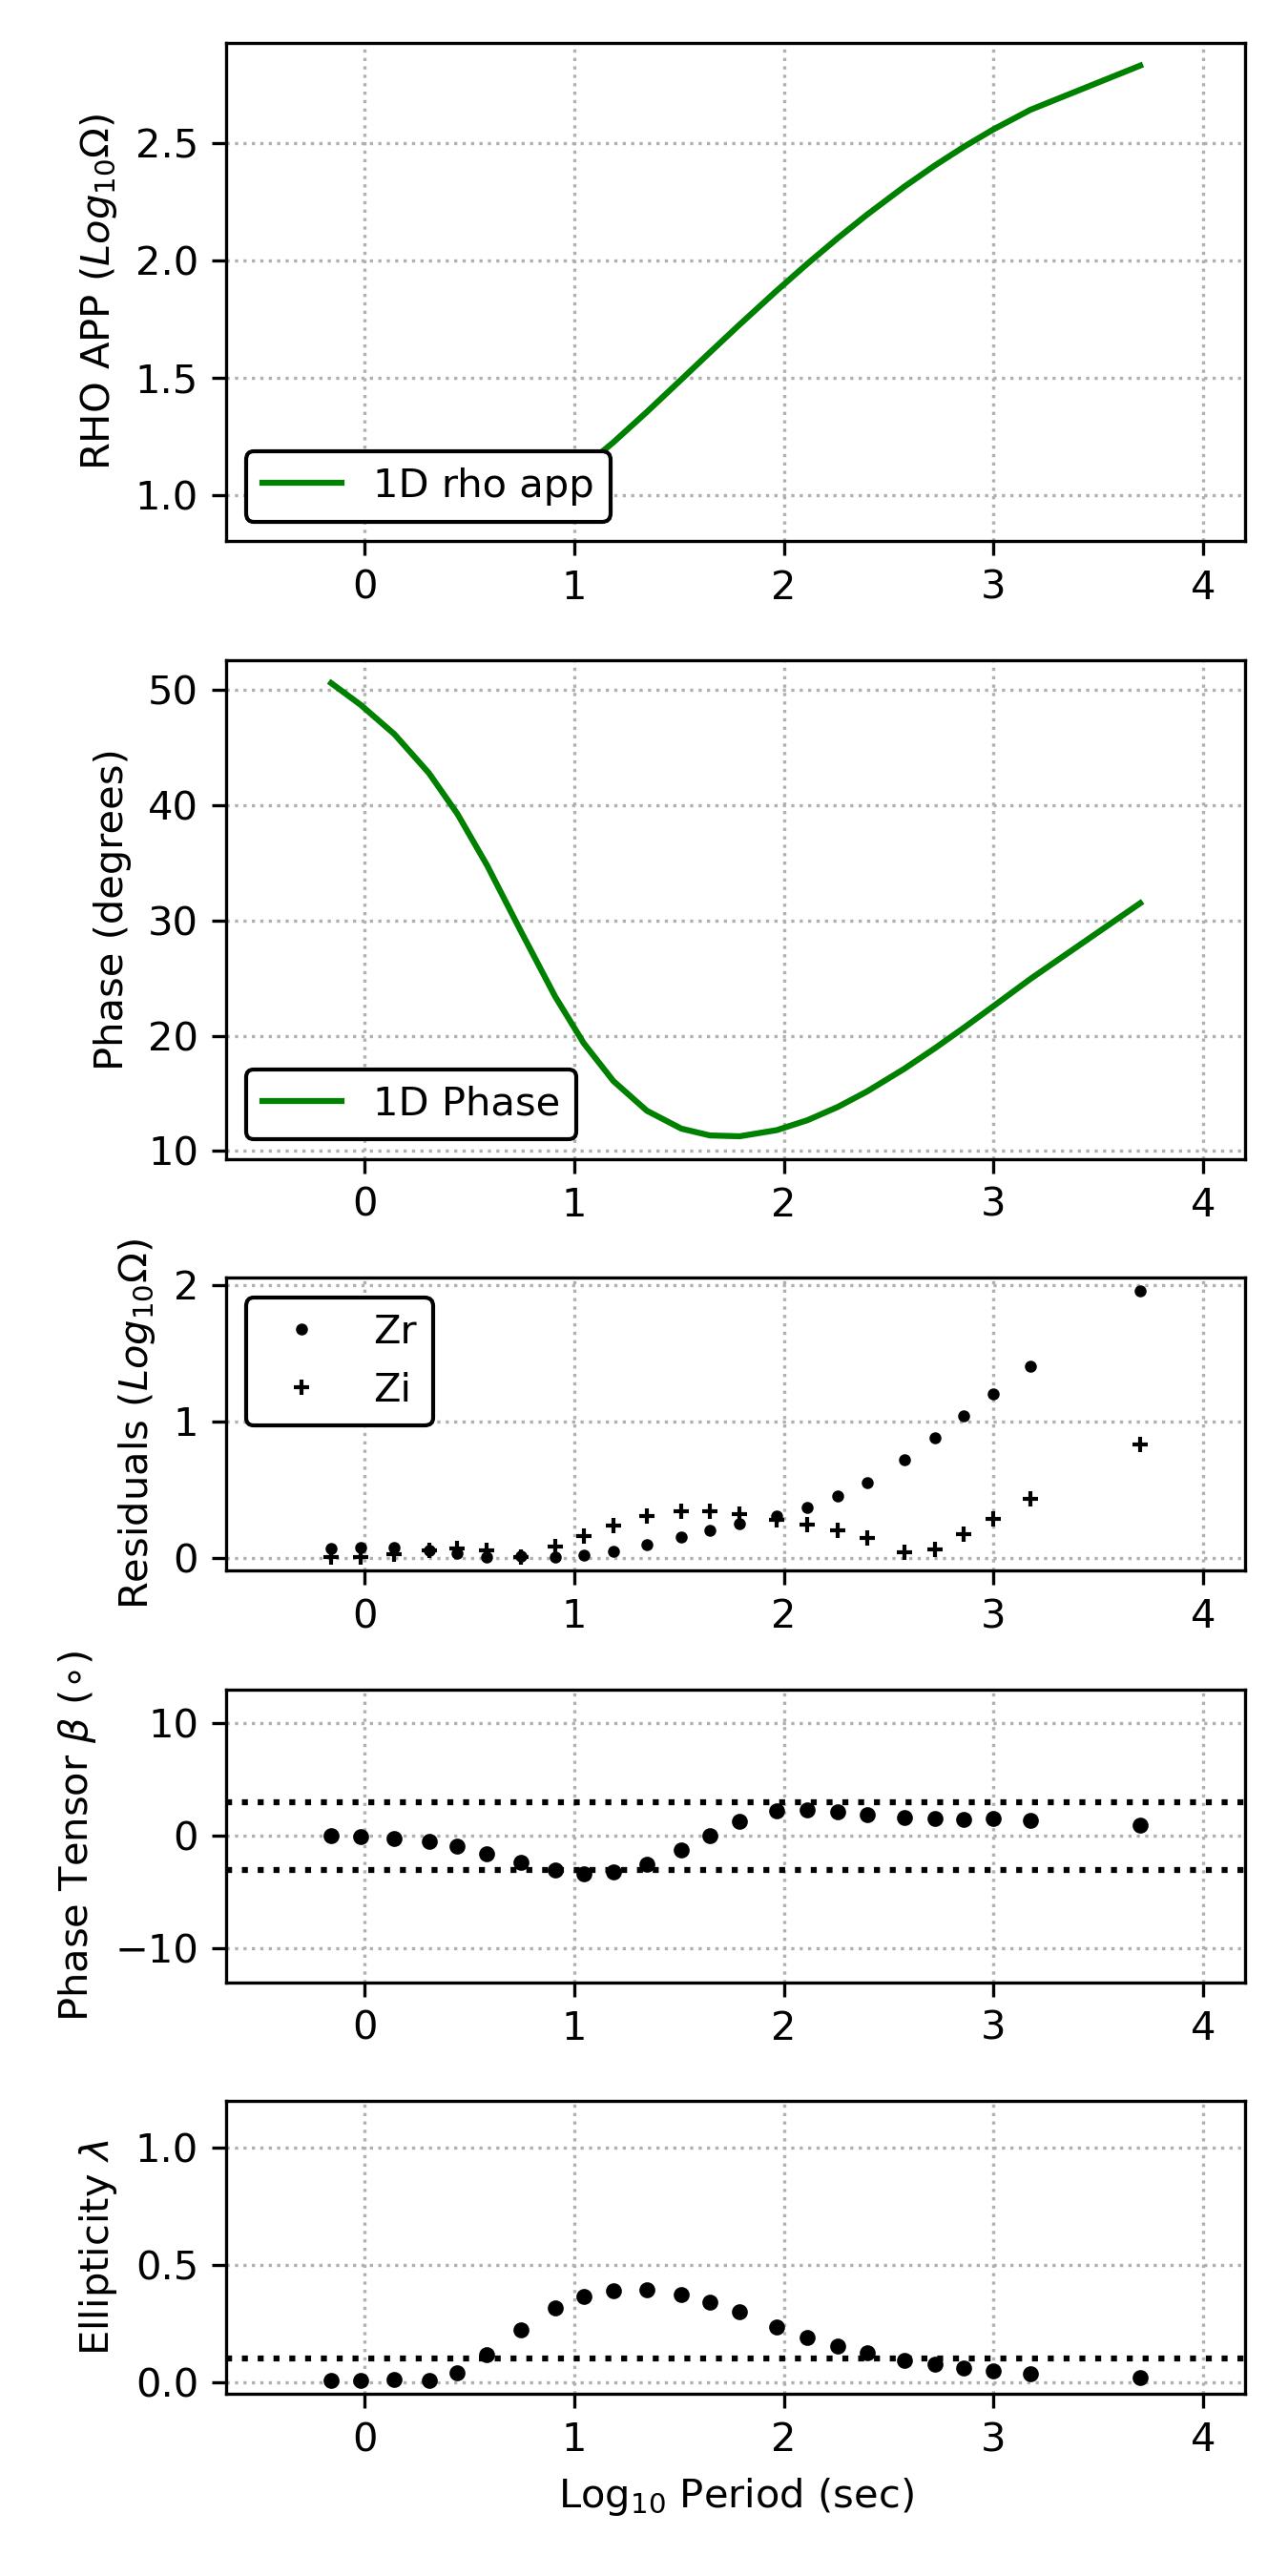 RHO APP (Log10Ω)
2.5
2.0
1.5
1.0
1D rho app
0 1 2 3 4
Phase (degrees)
50
40
30
20
10
1D Phase
0 1 2 3 4
Residuals (Log10Ω)
2
1
0
Zr
Zi
0 1 2 3 4
Phase Tensor β (∘)
10
0
−10
0 1 2 3 4
Ellipticity λ
1.0
0.5
0.0
0 1 2 3 4
Log10 Period (sec)